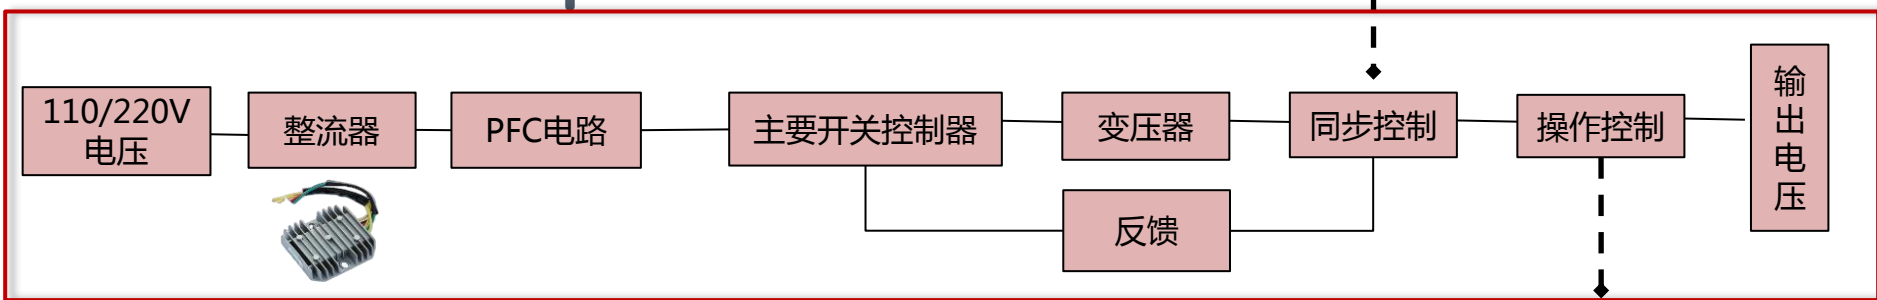 110/220V
电压
整流器
PFC电路
主要开关控制器
变压器
同步控制
操作控制
输
出
电
压
反馈